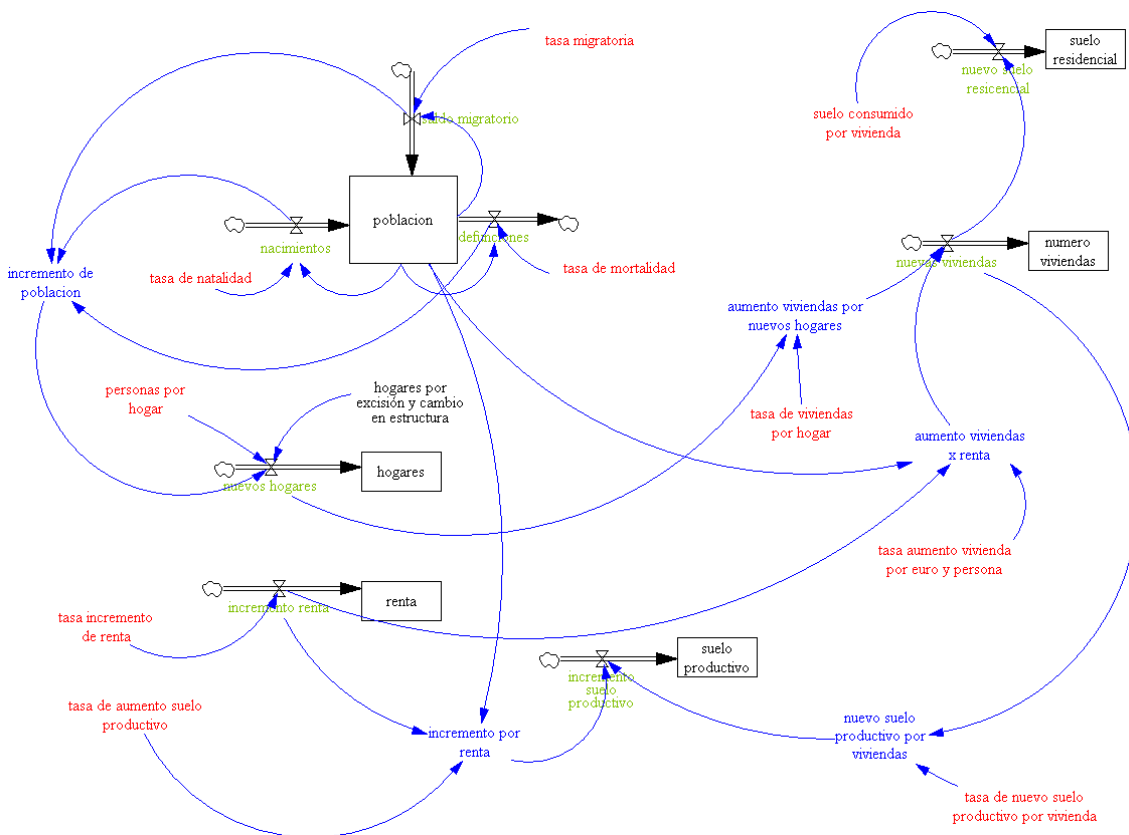 tasa migratoria
suelo
residencial
nuevo suelo
resicencial
suelo consumido
por vivienda
saldo migratorio
poblacion
nacimientos
defunciones
numero
viviendas
nuevas viviendas
incremento de
poblacion
tasa de natalidad
tasa de mortalidad
aumento viviendas por
nuevos hogares
personas por
hogar
hogares por
excisión y cambio
en estructura
tasa de viviendas
por hogar
aumento viviendas
x renta
hogares
nuevos hogares
tasa aumento vivienda
por euro y persona
renta
incremento renta
tasa incremento
de renta
suelo
productivo
incremento
suelo
productivo
tasa de aumento suelo
productivo
incremento por
renta
nuevo suelo
productivo por
viviendas
tasa de nuevo suelo
productivo por vivienda